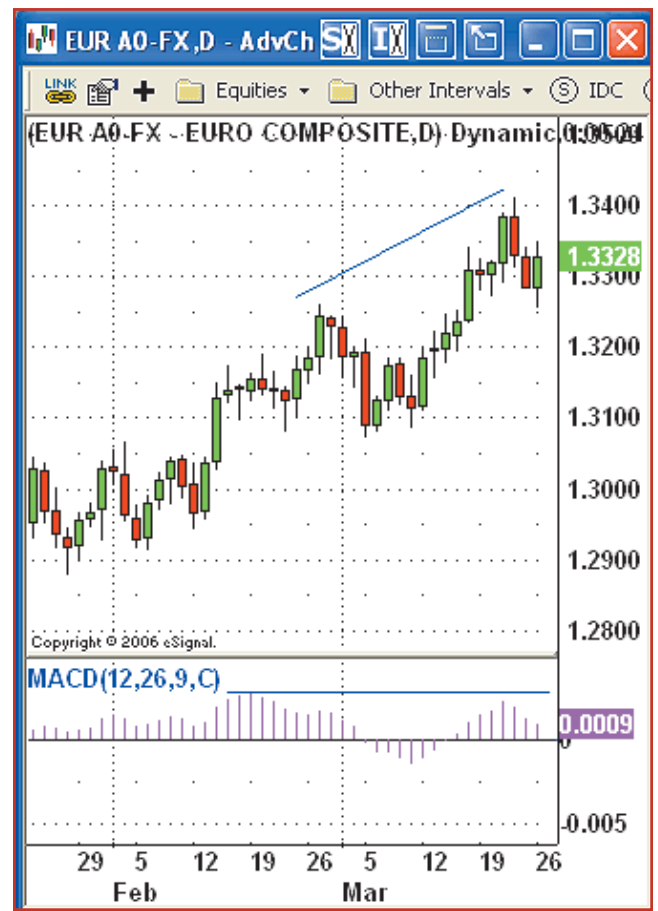 EUR A0-FX,D - AdvCh SX IX
LINK Equities Other Intervals S IDC
(EUR A0-FX - EURO COMPOSITE,D) Dynamic,
1.3400
1.3328
1.3300
1.3200
1.3100
1.3000
1.2900
1.2800
Copyright © 2006 eSignal.
MACD(12,26,9,C)
0.0009
0
-0.005
29 5 12 19 26 5 12 19 26
Feb Mar